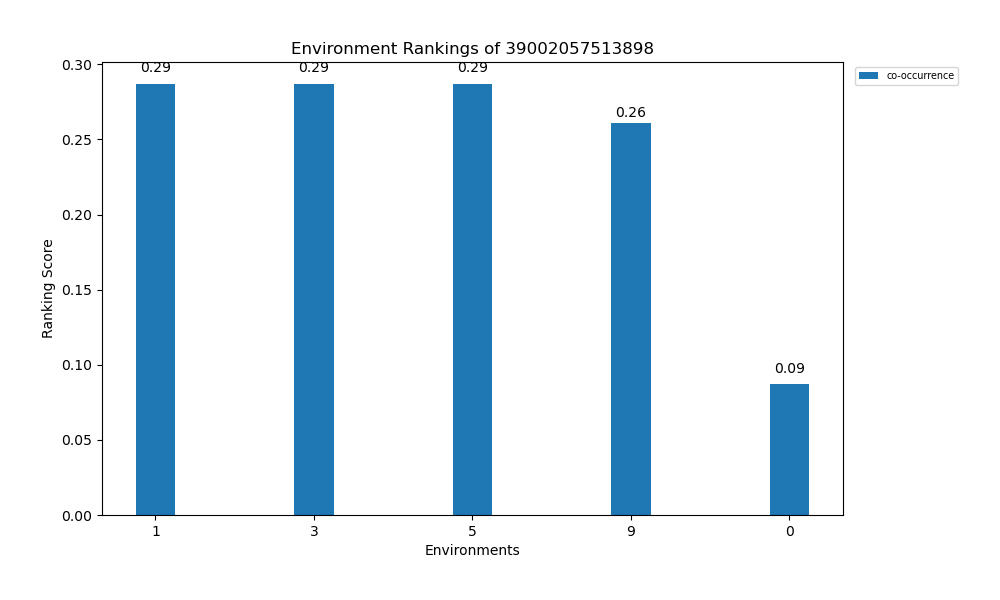 Environment Rankings of 39002057513898
0.29 0.29 0.29 0.26 0.09
co-occurrence
0.30
0.25
0.20
0.15
0.10
0.05
0.00
Ranking Score
1 3 5 9 0
Environments